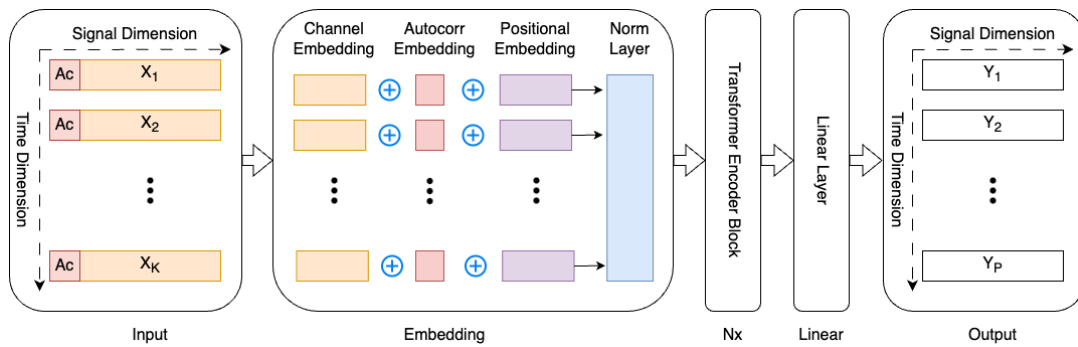 Signal Dimension
Time Dimension
Ac X1
Ac X2
Ac XK
Input
Channel Embedding
Autocorr Embedding
Positional Embedding
Norm Layer
Embedding
Transformer Encoder Block
Nx
Linear Layer
Linear
Signal Dimension
Time Dimension
Y1
Y2
YP
Output